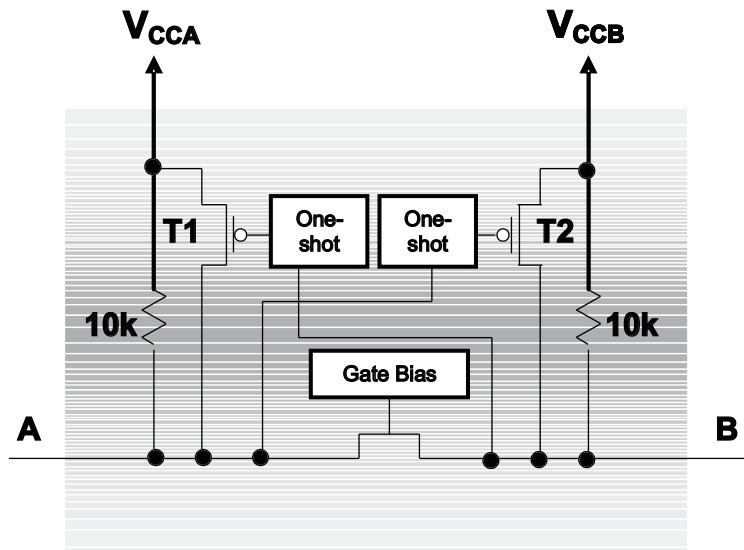 VCCA
VCCB
T1
One-
shot
One-
shot
T2
10k
10k
Gate Bias
A
B